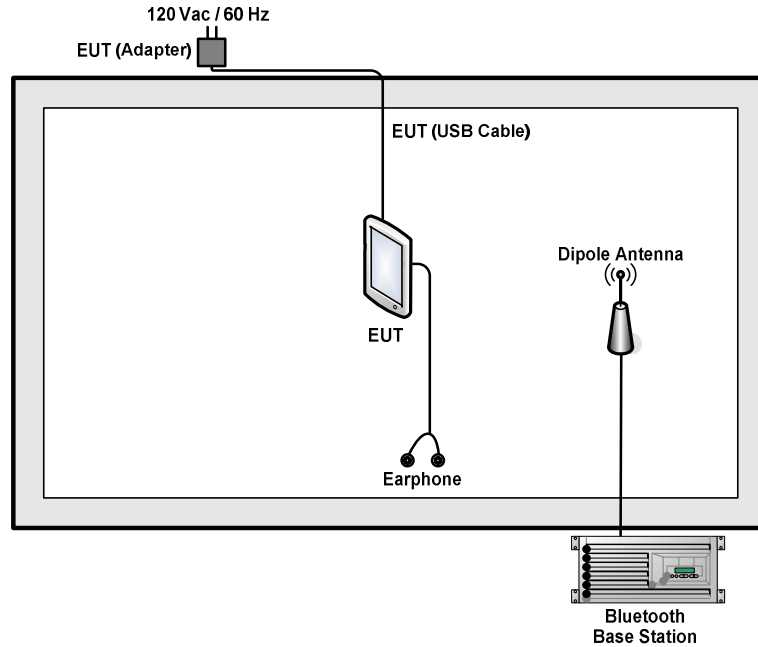 120 Vac / 60 Hz
EUT (Adapter)
EUT (USB Cable)
Dipole Antenna
EUT
Earphone
Bluetooth
Base Station